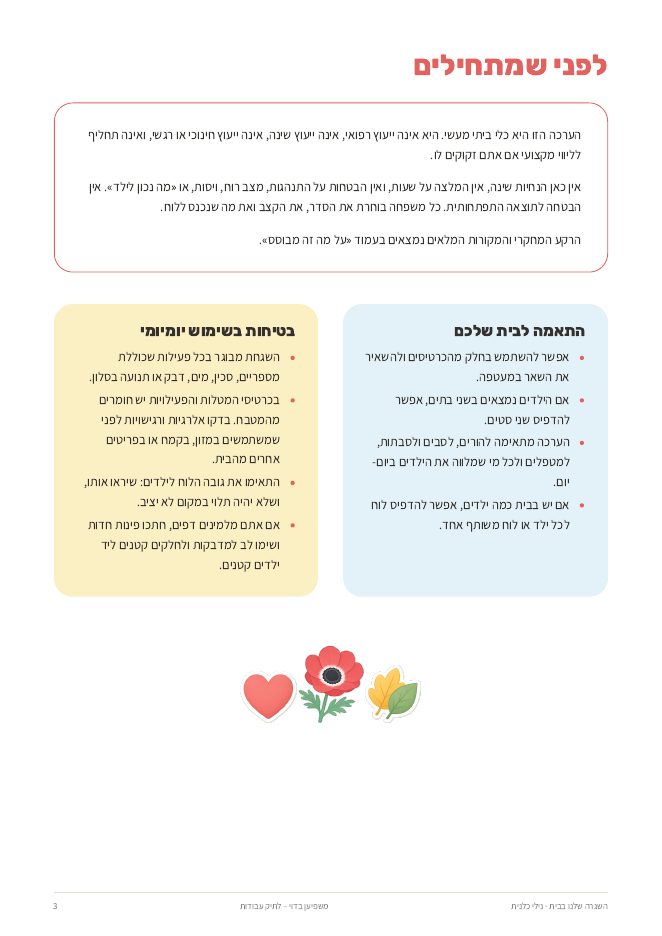 לפני שמתחילים
הערכה הזו היא כלי ביתי מעשי. היא אינה ייעוץ רפואי, אינה ייעוץ שינה, אינה ייעוץ חינוכי או רגשי, ואינה תחליף
לליווי מקצועי אם אתם זקוקים לו.
אין כאן הנחיות שינה, אין המלצה על שעות, ואין הבטחות על התנהגות, מצב רוח, ויסות, או «מה נכון לילד». אין
הבטחה לתוצאה התפתחותית. כל משפחה בוחרת את הסדר, את הקצב ואת מה שנכנס ללוח.
הרקע המחקרי והמקורות המלאים נמצאים בעמוד «על מה זה מבוסס».
התאמה לבית שלכם
אפשר להשתמש בחלק מהכרטיסים ולהשאיר
את השאר במעטפה.
אם הילדים נמצאים בשני בתים, אפשר
להדפיס שני סטים.
הערכה מתאימה להורים, לסבים ולסבתות,
למטפלים ולכל מי שמלווה את הילדים ביום-
יום.
אם יש בבית כמה ילדים, אפשר להדפיס לוח
לכל ילד או לוח משותף אחד.
בטיחות בשימוש יומיומי
השגחת מבוגר בכל פעילות שכוללת
מספריים, סכין, מים, דבק או תנועה בסלון.
בכרטיסי המטלות והפעילויות יש חומרים
מהמטבח. בדקו אלרגיות ורגישויות לפני
שמשתמשים במזון, בקמח או בפריטים
אחרים מהבית.
התאימו את גובה הלוח לילדים: שיראו אותו,
ושלא יהיה תלוי במקום לא יציב.
אם אתם מלמינים דפים, חתכו פינות חדות
ושימו לב למדבקות ולחלקים קטנים ליד
ילדים קטנים.
השגרה שלנו בבית · נילי כלנית
משפיען בדוי – לתיק עבודות
3